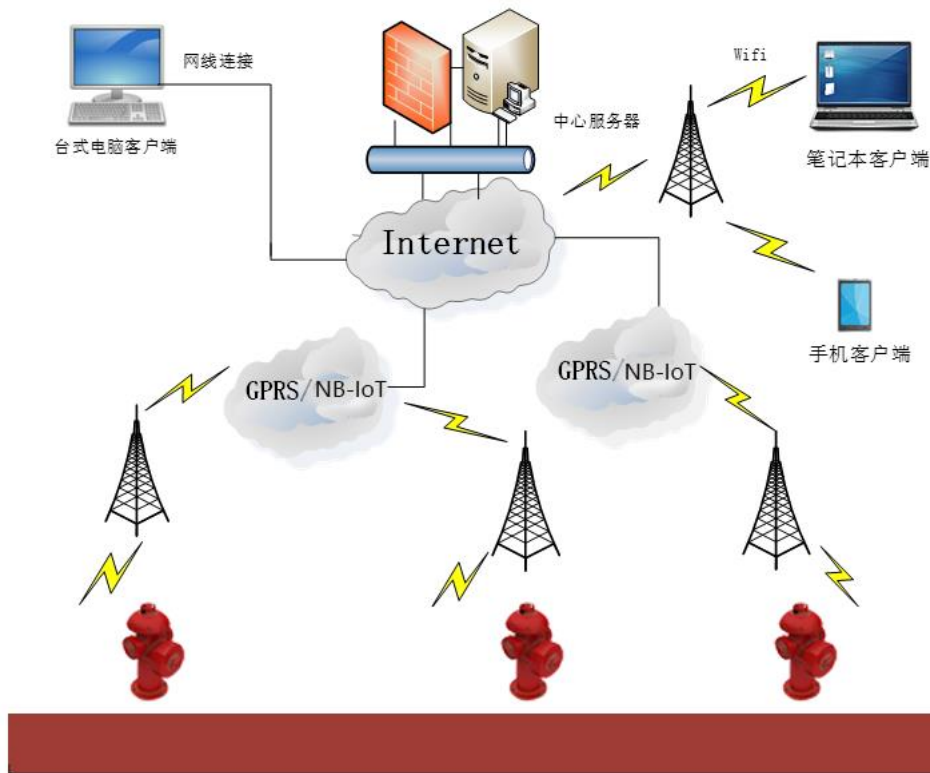 网线连接
Wifi
台式电脑客户端
中心服务器
笔记本客户端
Internet
手机客户端
GPRS/NB-IoT
GPRS/NB-IoT